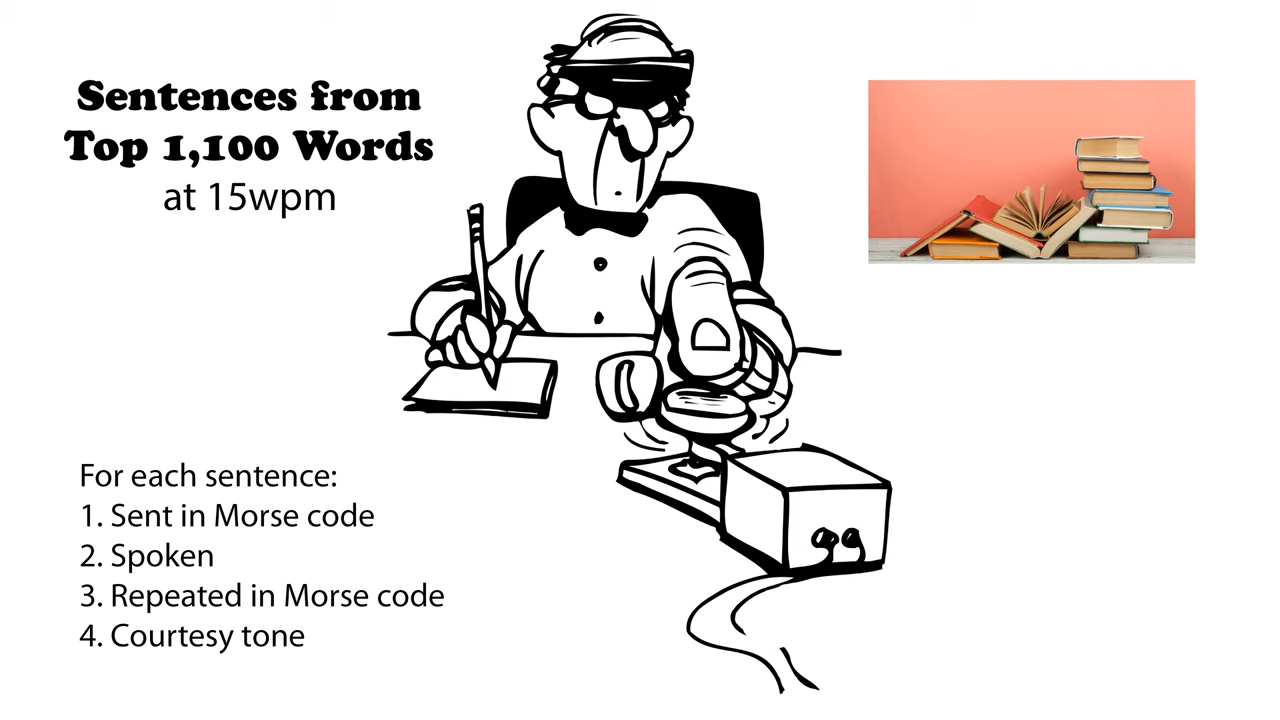 Sentences from
Top 1,100 Words
at 15wpm
For each sentence:
1. Sent in Morse code
2. Spoken
3. Repeated in Morse code
4. Courtesy tone